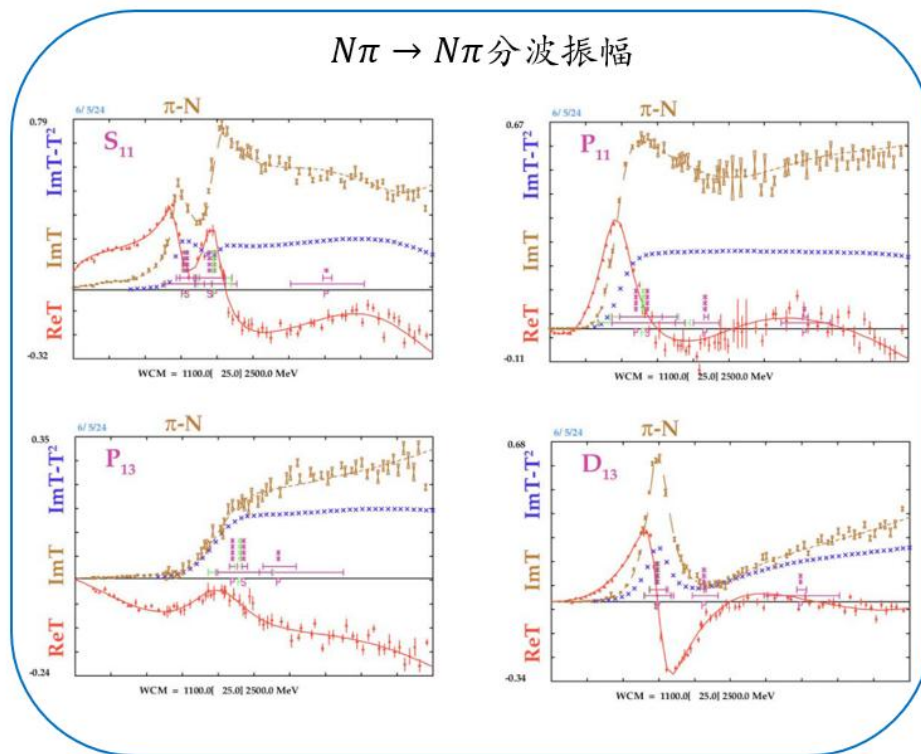 Nπ → Nπ分波振幅
6/ 5/24
π-N
0.79
S11
ImT-T²
ImT
ReT
-0.32
WCM = 1100.0[ 25.0] 2500.0 MeV
6/ 5/24
π-N
0.67
P11
ImT-T²
ImT
ReT
-0.11
WCM = 1100.0[ 25.0] 2500.0 MeV
6/ 5/24
π-N
0.35
P13
ImT-T²
ImT
ReT
-0.24
WCM = 1100.0[ 25.0] 2500.0 MeV
6/ 5/24
π-N
0.68
D13
ImT-T²
ImT
ReT
-0.34
WCM = 1100.0[ 25.0] 2500.0 MeV